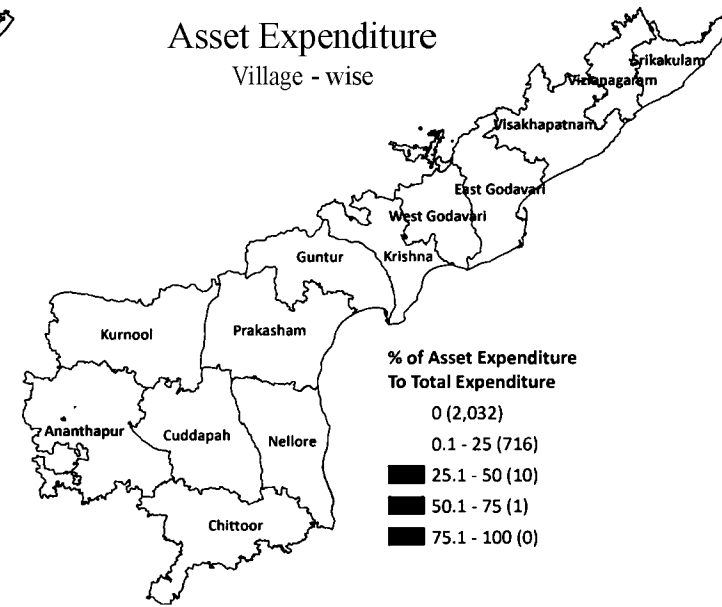 Asset Expenditure
Village - wise
Srikakulam
Vizianagaram
Visakhapatnam
East Godavari
West Godavari
Krishna
Guntur
Prakasham
Kurnool
Ananthapur
Cuddapah
Nellore
Chittoor
% of Asset Expenditure
To Total Expenditure
0 (2,032)
0.1 - 25 (716)
25.1 - 50 (10)
50.1 - 75 (1)
75.1 - 100 (0)